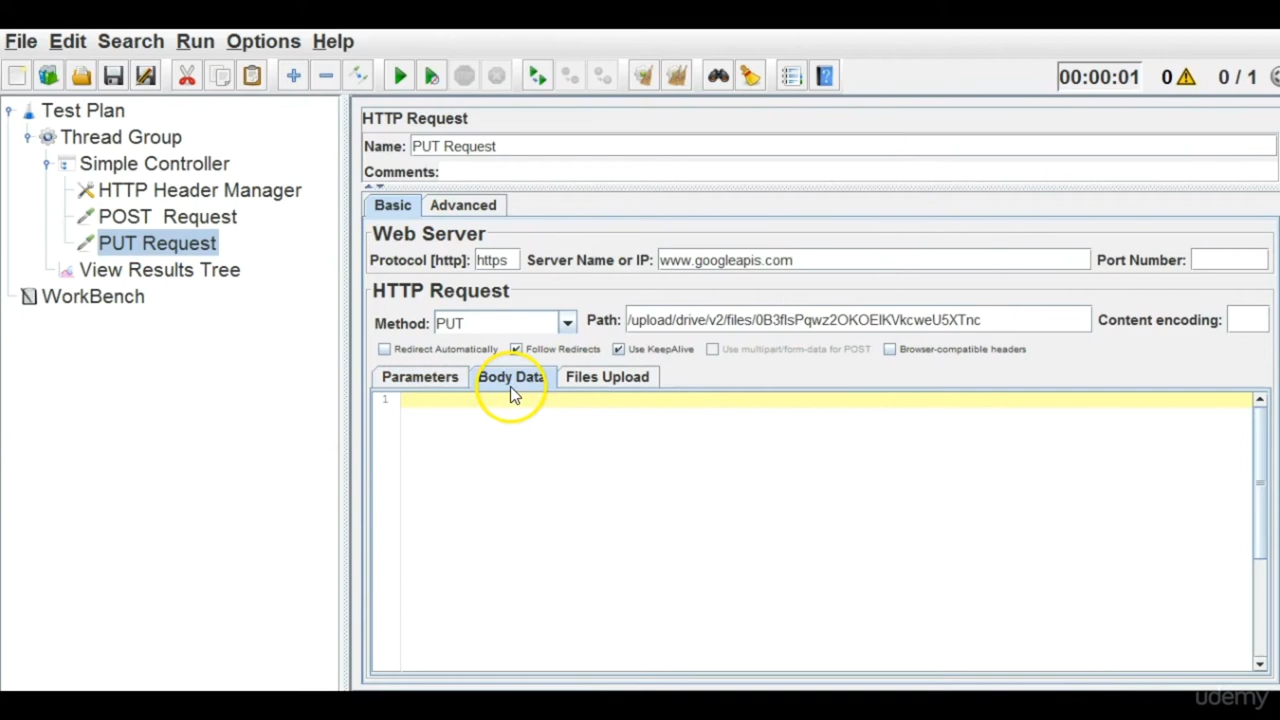 File Edit Search Run Options Help
00:00:01 0 0 / 1
Test Plan
Thread Group
Simple Controller
HTTP Header Manager
POST Request
PUT Request
View Results Tree
WorkBench
HTTP Request
Name: PUT Request
Comments:
Basic Advanced
Web Server
Protocol [http]: https Server Name or IP: www.googleapis.com Port Number:
HTTP Request
Method: PUT Path: /upload/drive/v2/files/0B3flsPqwz2OKOElKVkcweU5XTnc Content encoding:
Redirect Automatically Follow Redirects Use KeepAlive Use multipart/form-data for POST Browser-compatible headers
Parameters Body Data Files Upload
1
udemy